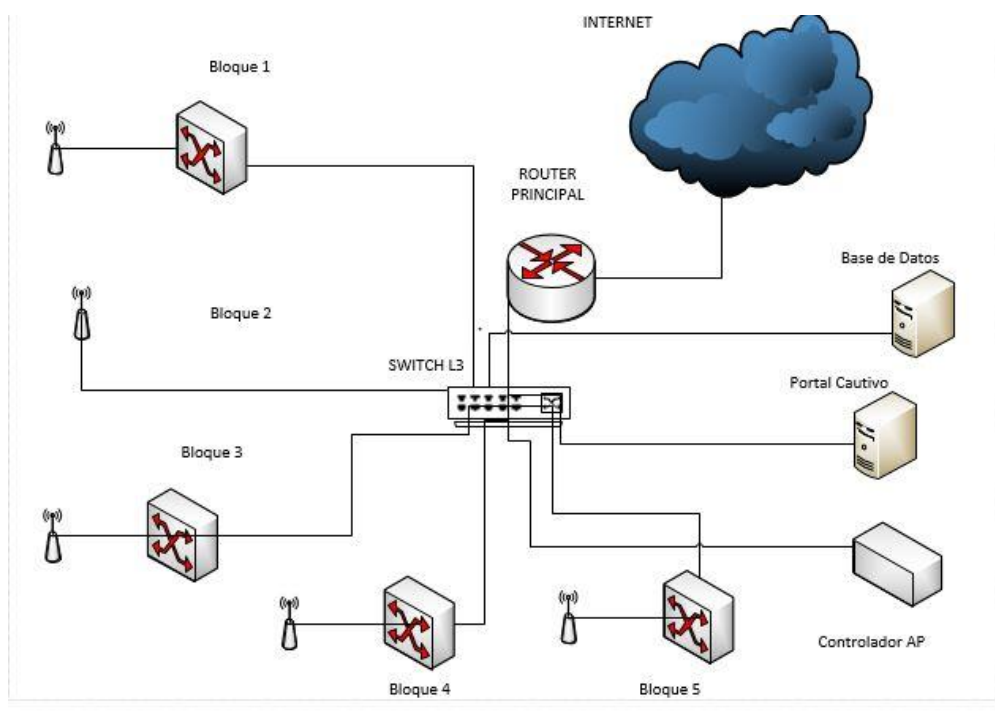 INTERNET
Bloque 1
ROUTER
PRINCIPAL
Base de Datos
Bloque 2
SWITCH L3
Portal Cautivo
Bloque 3
Controlador AP
Bloque 4
Bloque 5